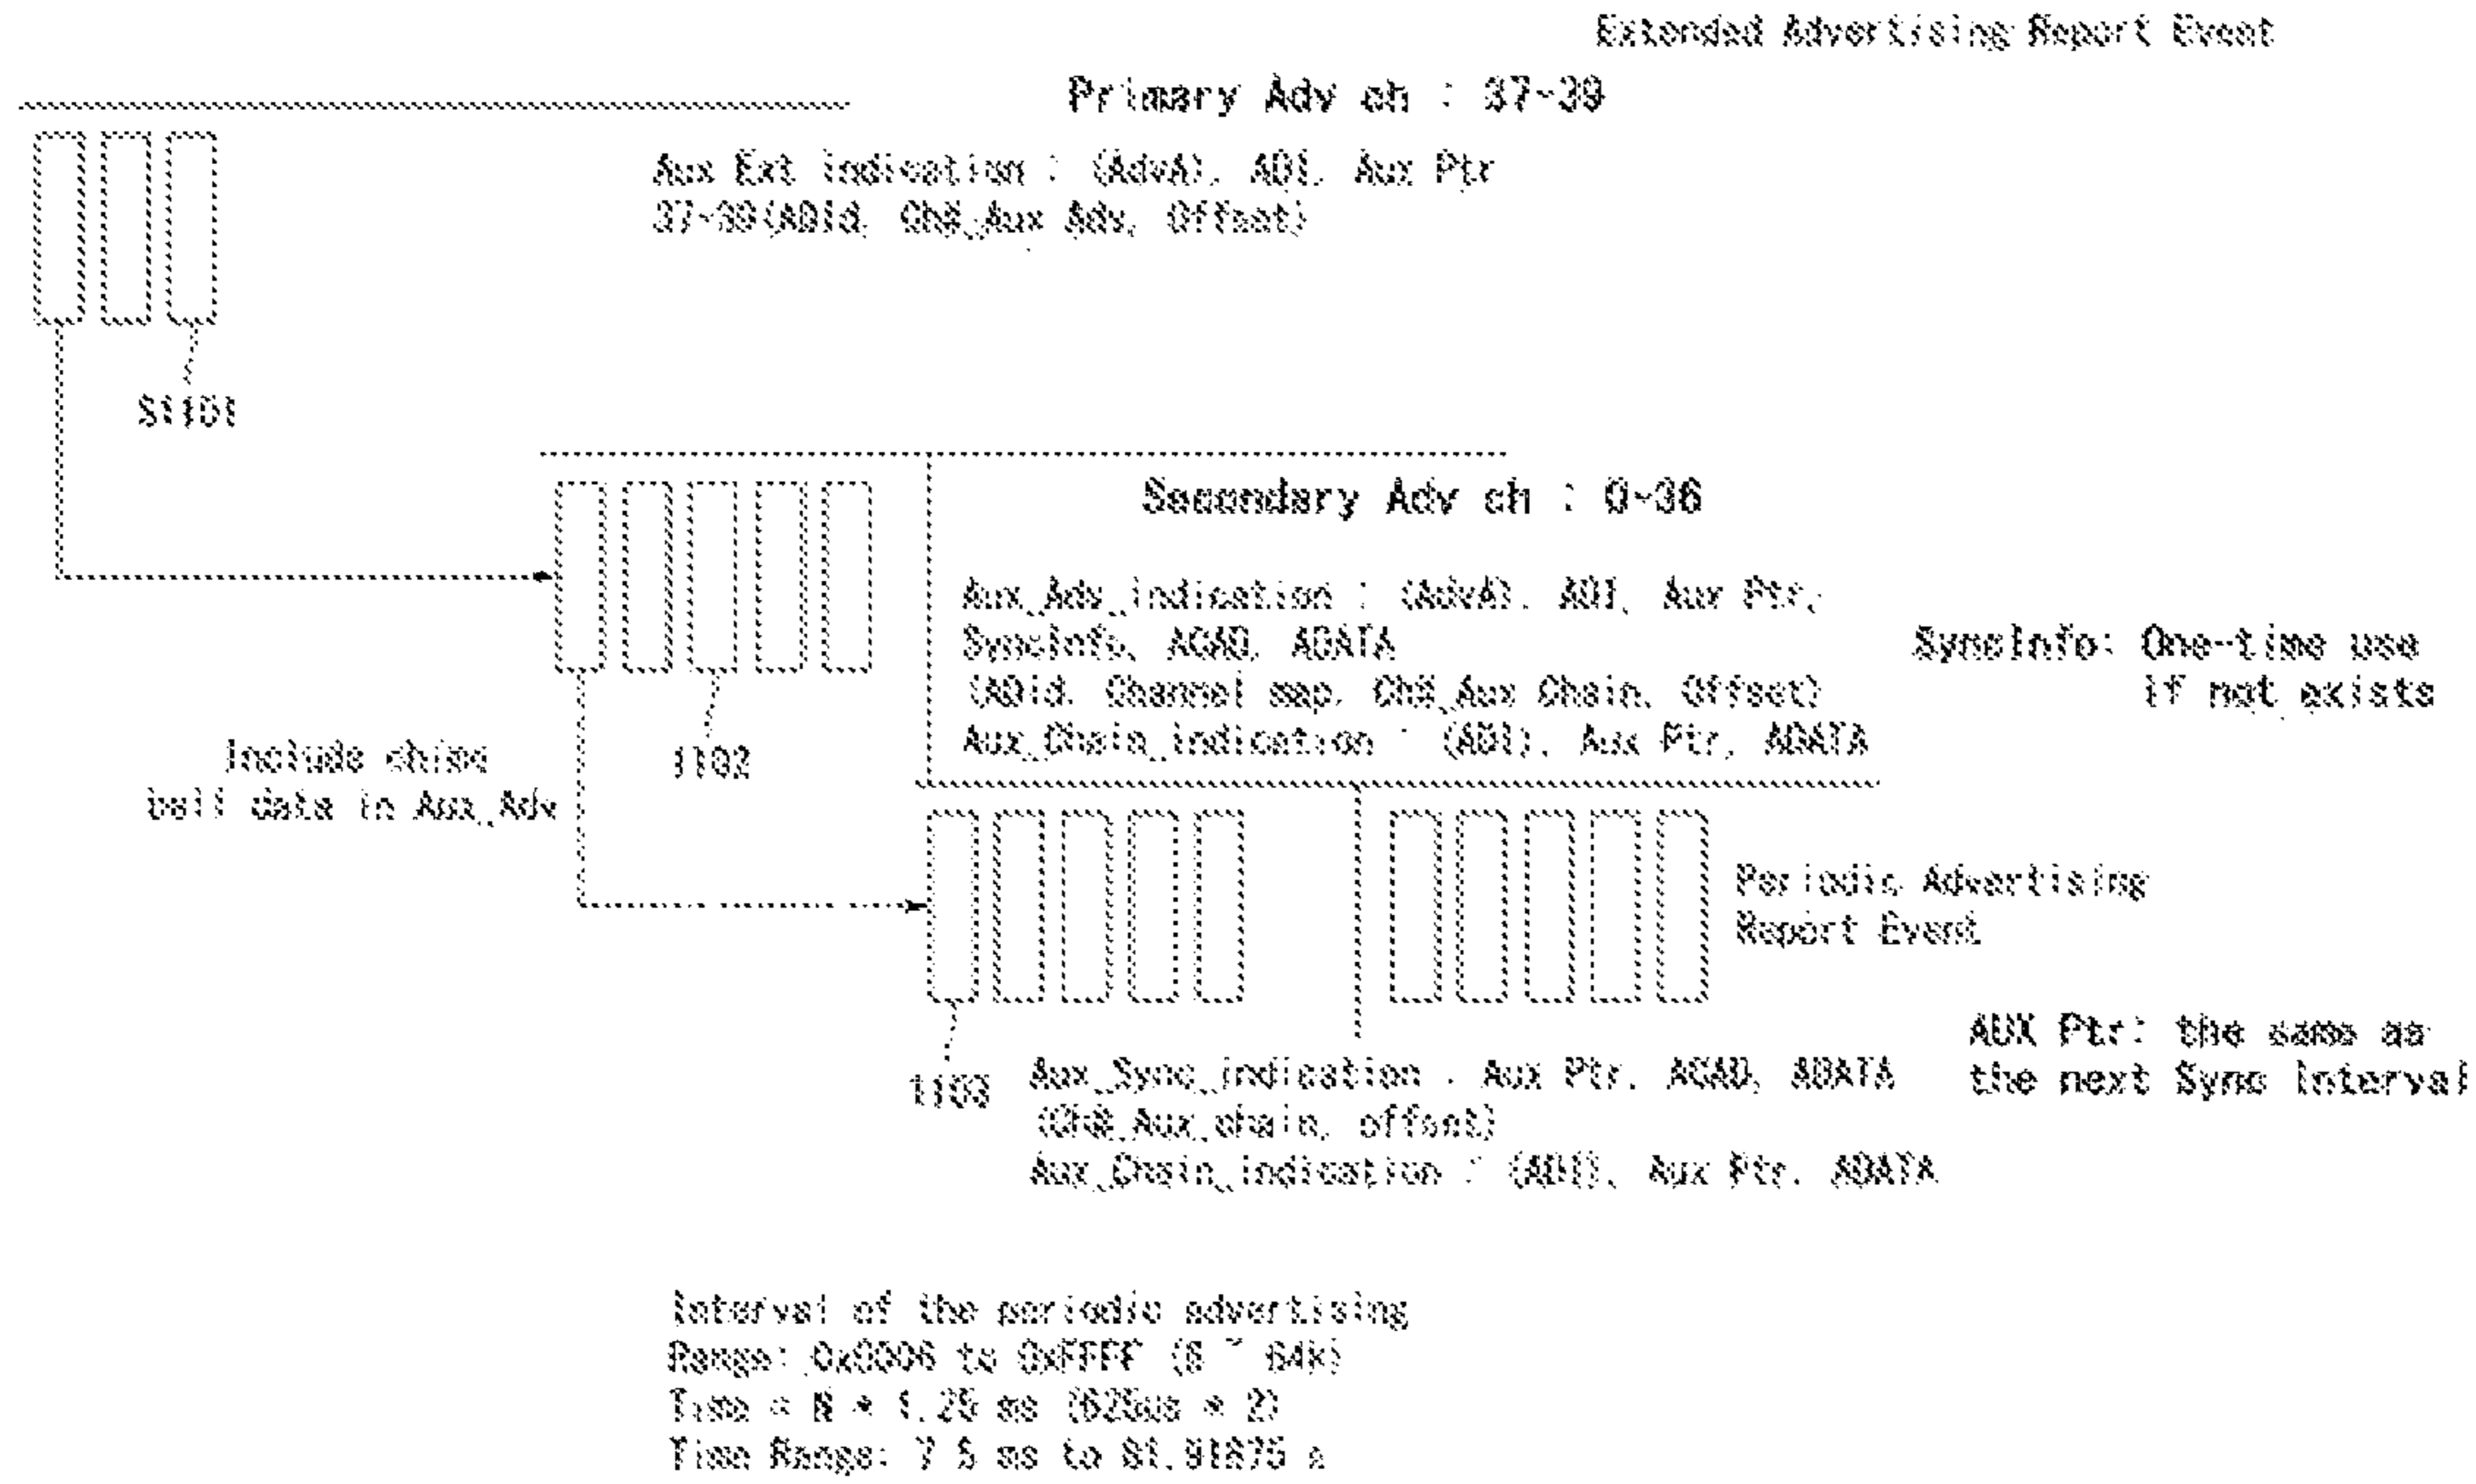 Extended Advertising Report Event
Primary Adv ch : 37~39
Aux Ext indication : (AdvA), ADI, Aux Ptr
37~39(ADId, Ch#_Aux Adv, Offset)
S1101
Secondary Adv ch : 0~36
Aux_Adv_indication : (AdvA), ADI, Aux Ptr,
SyncInfo, ACAD, ADATA
(ADId, Channel map, Ch#_Aux Chain, Offset)
Aux_Chain_indication : (ADI), Aux Ptr, ADATA
SyncInfo: One-time use
if not exists
Include
bell data in Aux_Adv
1102
Periodic Advertising
Report Event
1103
Aux_Sync_indication : Aux Ptr, ACAD, ADATA
(Ch#_Aux_chain, offset)
Aux_Chain_indication : (ADI), Aux Ptr, ADATA
AUX Ptr: the same as
the next Sync Interval
Interval of the periodic advertising
Range: 0x0006 to 0xFFFF (6 ~ 64k)
Time = N * 1.25 ms (625us * 2)
Time Range: 7.5 ms to 81.91875 s